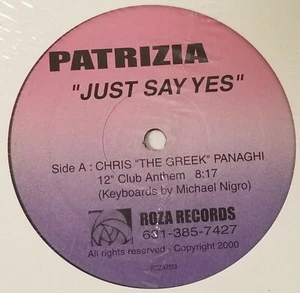 PATRIZIA
"JUST SAY YES"
Side A : CHRIS "THE GREEK" PANAGHI
12" Club Anthem 8:17
(Keyboards by Michael Nigro)
ROZA RECORDS
631-385-7427
All rights reserved - Copyright 2000